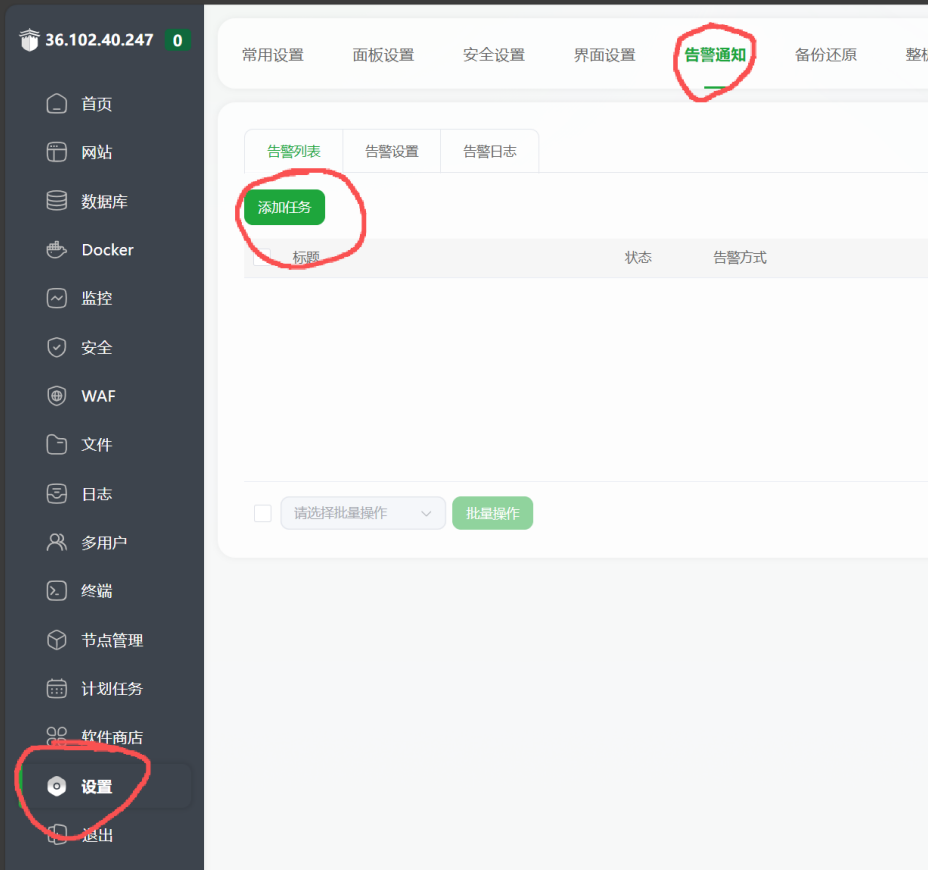 36.102.40.247 0
首页
网站
数据库
Docker
监控
安全
WAF
文件
日志
多用户
终端
节点管理
计划任务
软件商店
设置
退出
常用设置 面板设置 安全设置 界面设置 告警通知 备份还原 整
告警列表 告警设置 告警日志
添加任务
标题 状态 告警方式
请选择批量操作 批量操作